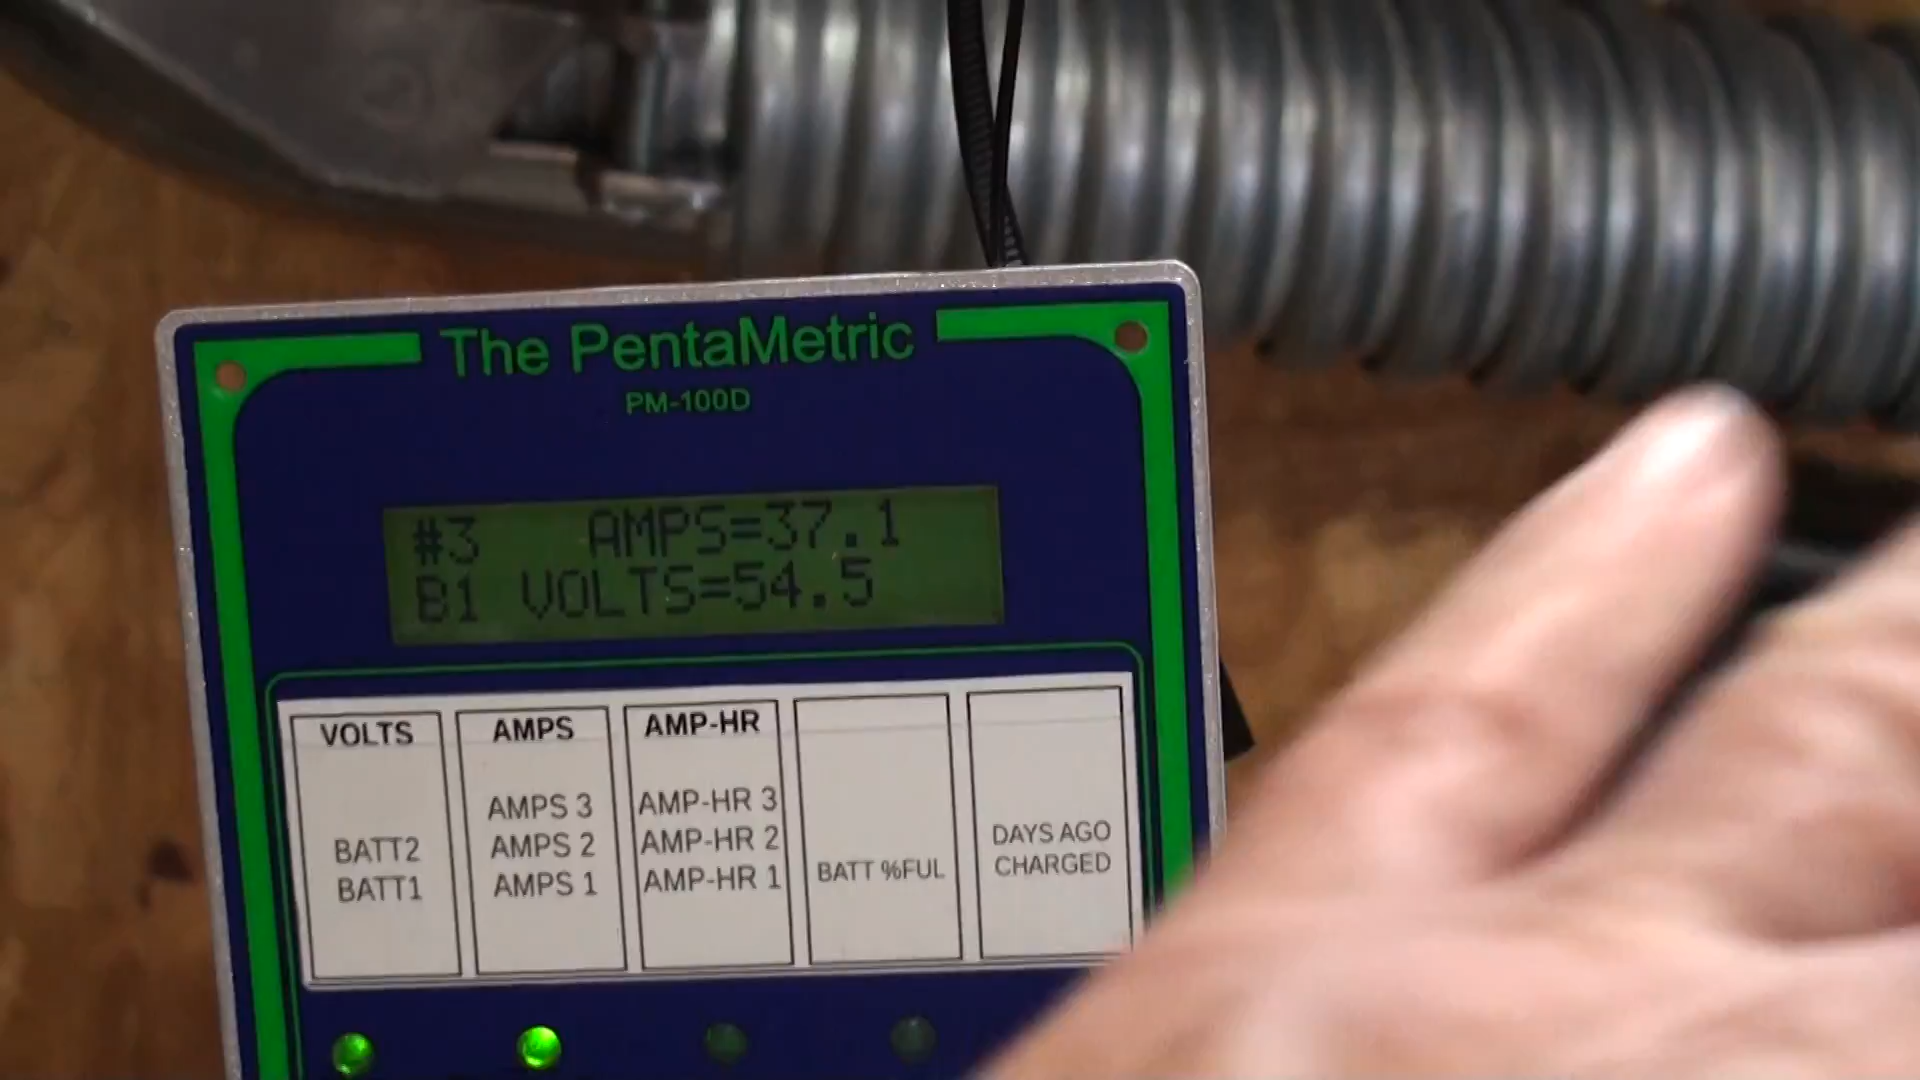 The PentaMetric
PM-100D
#3 AMPS=37.1
B1 VOLTS=54.5
VOLTS
BATT2
BATT1
AMPS
AMPS 3
AMPS 2
AMPS 1
AMP-HR
AMP-HR 3
AMP-HR 2
AMP-HR 1
BATT %FUL
DAYS AGO
CHARGED